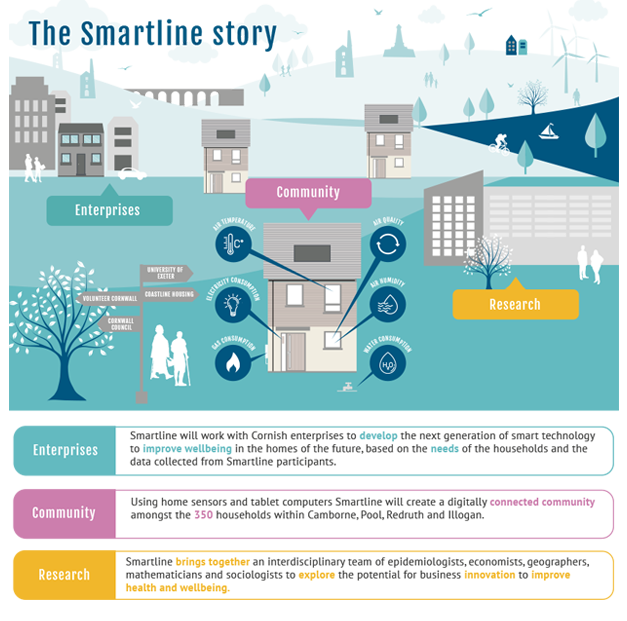 The Smartline story
Enterprises
Community
AIR TEMPERATURE
C°
AIR QUALITY
ELECTRICITY CONSUMPTION
AIR HUMIDITY
GAS CONSUMPTION
WATER CONSUMPTION
H2O
UNIVERSITY OF
EXETER
VOLUNTEER CORNWALL
COASTLINE HOUSING
CORNWALL
COUNCIL
Research
Enterprises
Smartline will work with Cornish enterprises to develop the next generation of smart technology
to improve wellbeing in the homes of the future, based on the needs of the households and the
data collected from Smartline participants.
Community
Using home sensors and tablet computers Smartline will create a digitally connected community
amongst the 350 households within Camborne, Pool, Redruth and Illogan.
Research
Smartline brings together an interdisciplinary team of epidemiologists, economists, geographers,
mathematicians and sociologists to explore the potential for business innovation to improve
health and wellbeing.